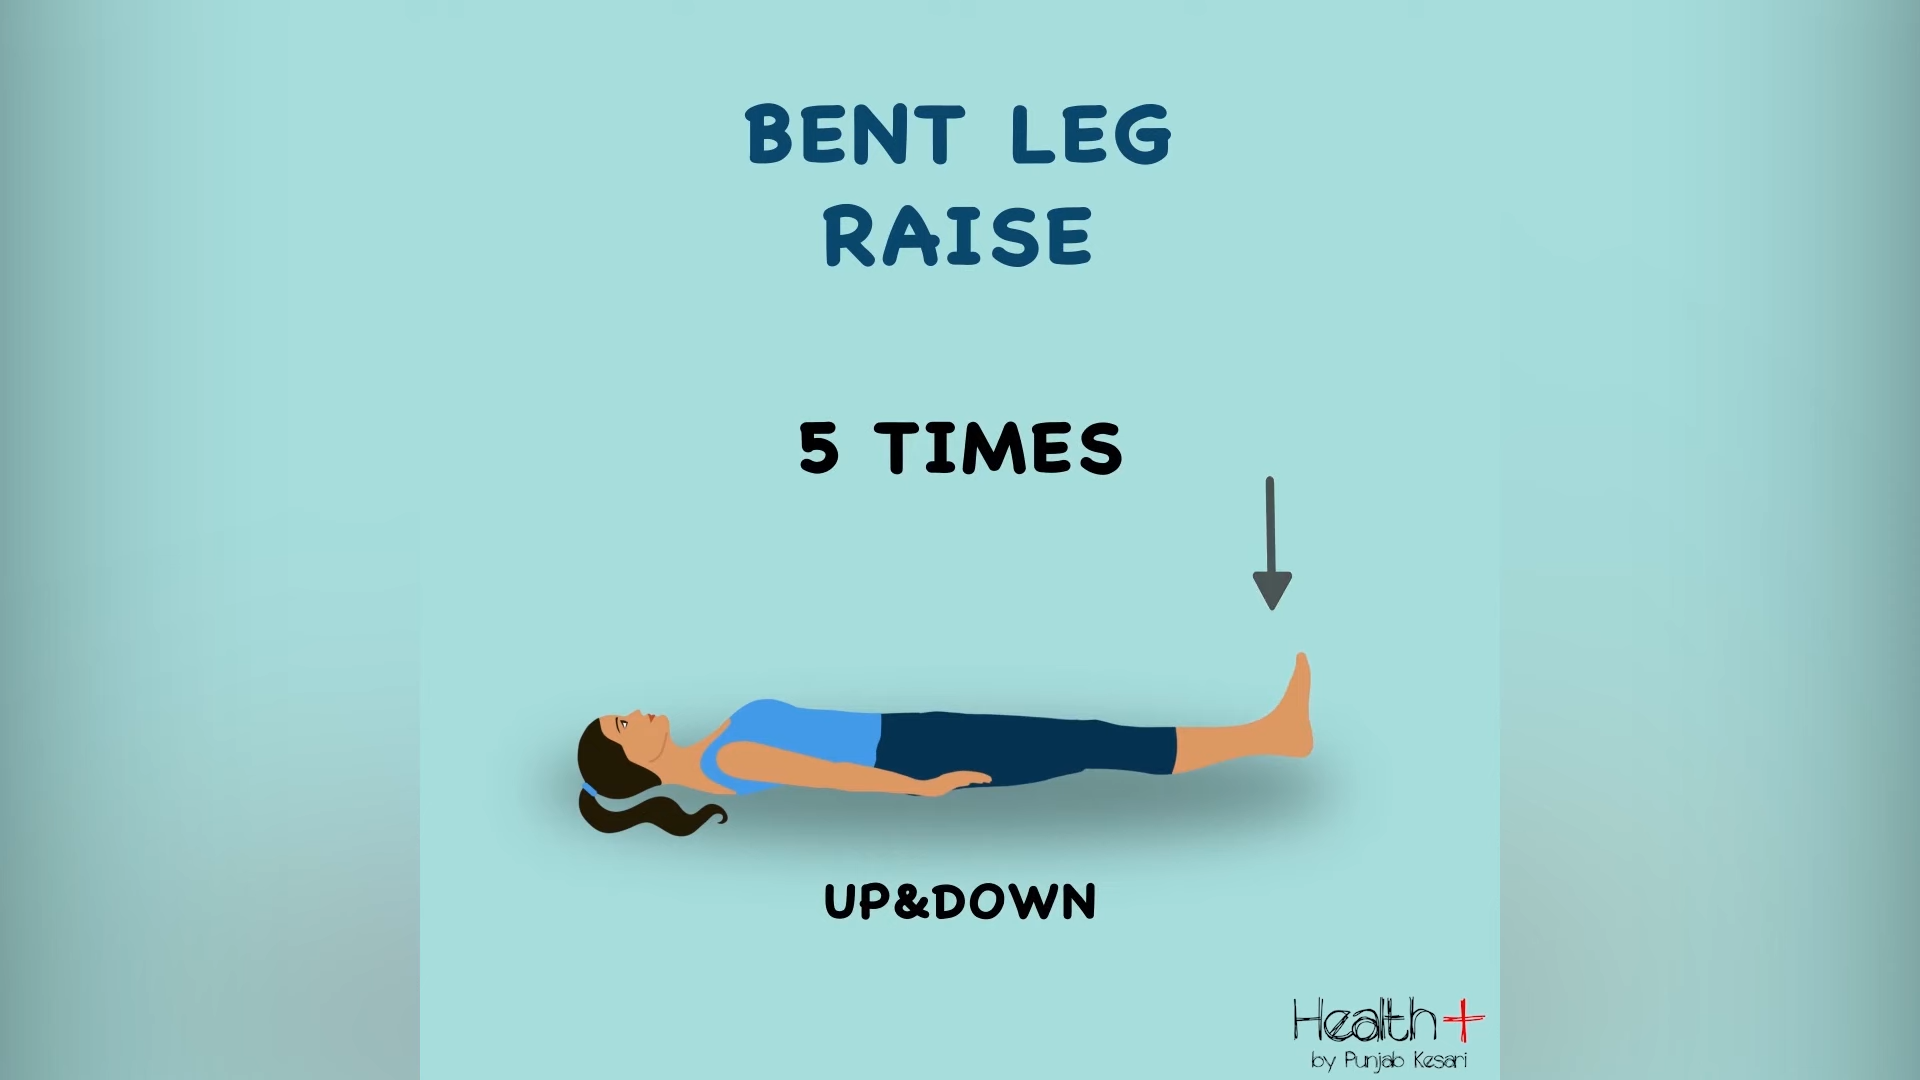 BENT LEG
RAISE
5 TIMES
UP&DOWN
Health+
by Punjab Kesari